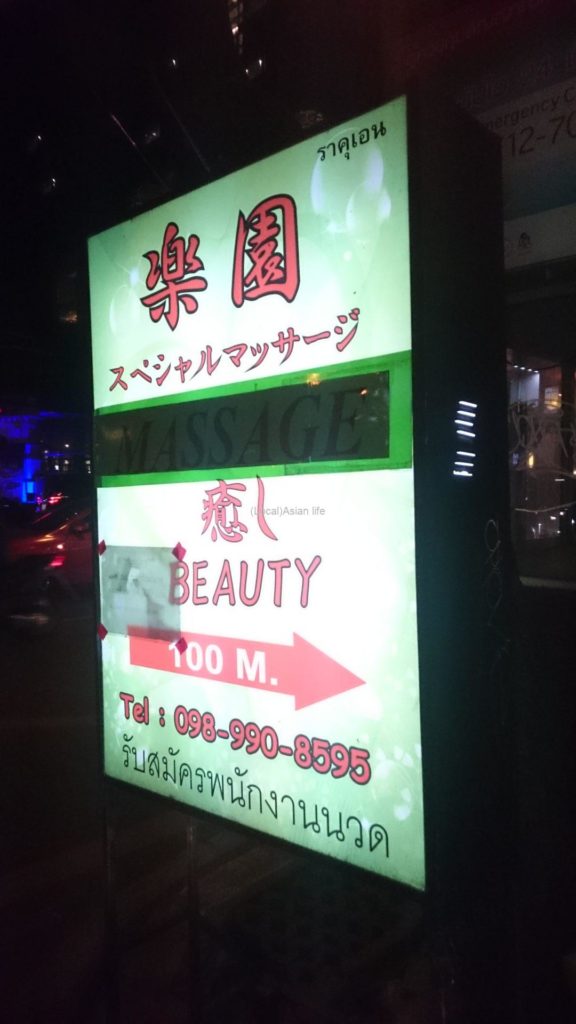 ราคุเอน
楽園
スペシャルマッサージ
MASSAGE
癒し
(Local)Asian life
BEAUTY
100 M.
Tel : 098-990-8595
รับสมัครพนักงานนวด